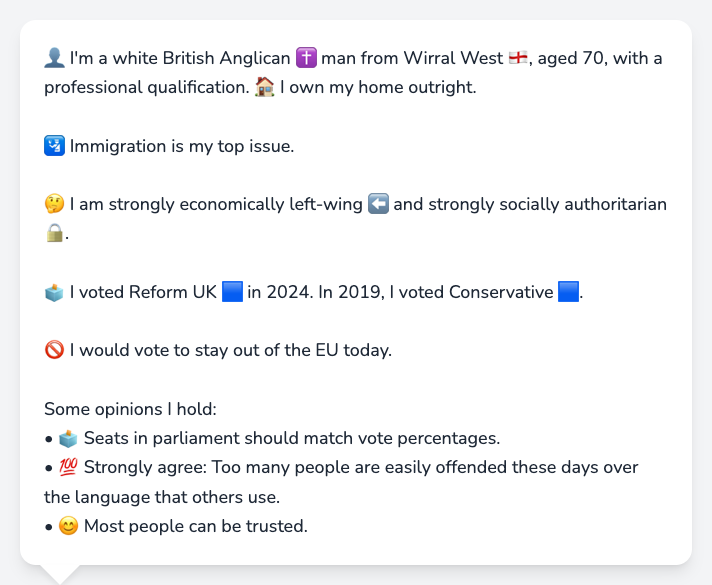 👤 I'm a white British Anglican ✝️ man from Wirral West 🏴󠁧󠁢󠁥󠁮󠁧󠁿, aged 70, with a
professional qualification. 🏠 I own my home outright.
🛂 Immigration is my top issue.
🤔 I am strongly economically left-wing ⬅️ and strongly socially authoritarian
🔒.
🗳️ I voted Reform UK 🟦 in 2024. In 2019, I voted Conservative 🟦.
🚫 I would vote to stay out of the EU today.
Some opinions I hold:
• 🗳️ Seats in parliament should match vote percentages.
• 💯 Strongly agree: Too many people are easily offended these days over
the language that others use.
• 😊 Most people can be trusted.